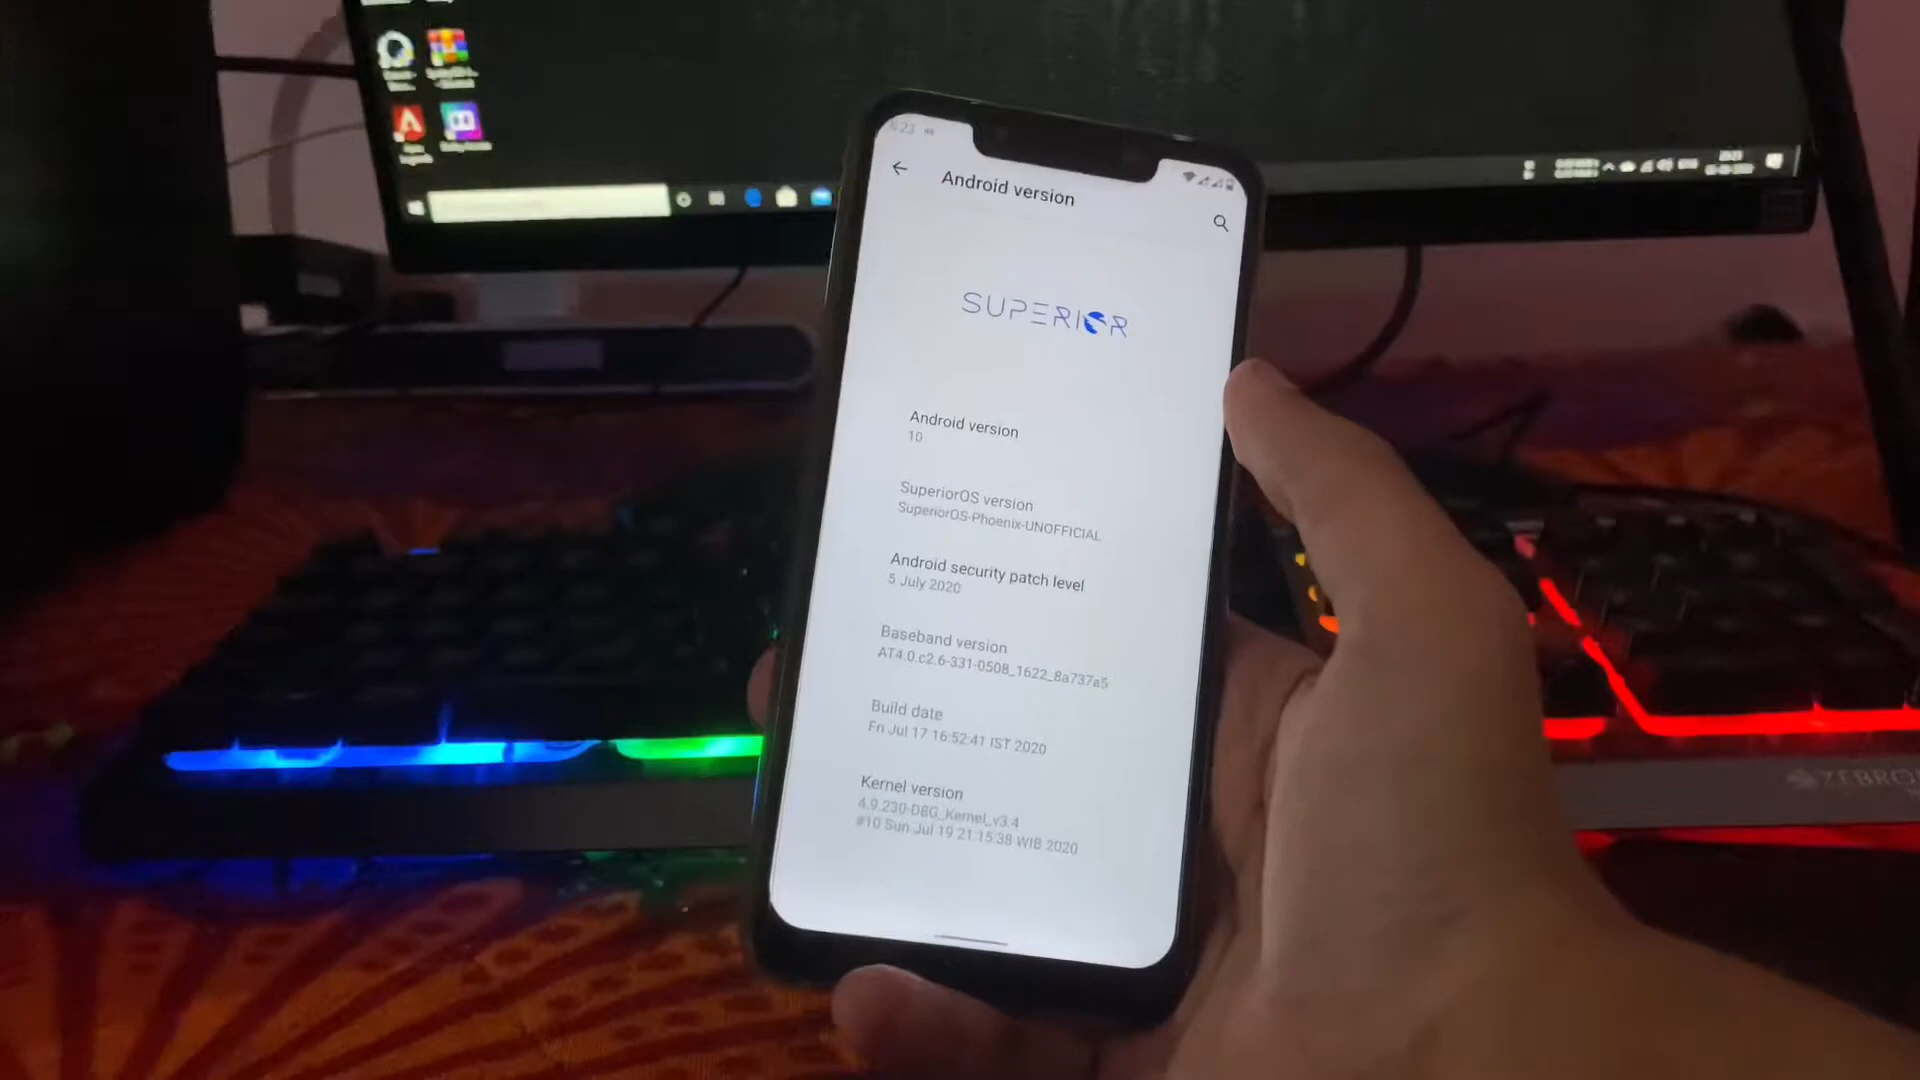 Android version
SUPERIOR
Android version
10
SuperiorOS version
SuperiorOS-Phoenix-UNOFFICIAL
Android security patch level
5 July 2020
Baseband version
AT4.0.c2.6-331-0508_1622_8a737a5
Build date
Fri Jul 17 16:52:41 IST 2020
Kernel version
4.9.230-D8G_Kernel_v3.4
#10 Sun Jul 19 21:15:38 WIB 2020